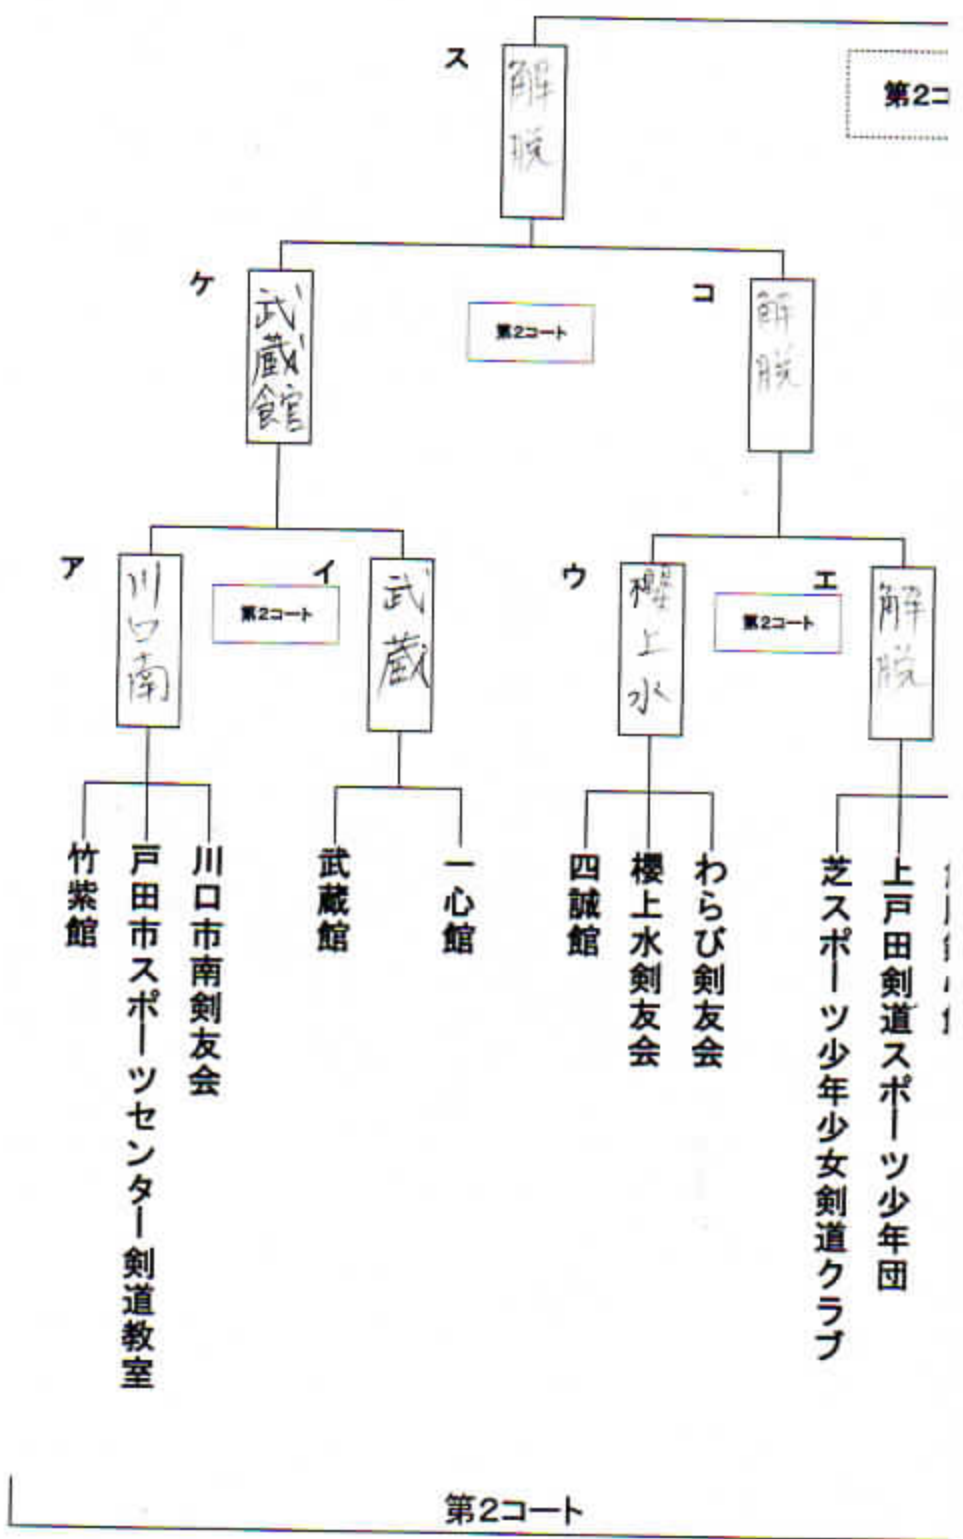 ス
解脱
第2コ
ケ
武蔵館
第2コート
コ
解脱
ア
川口南
第2コート
イ
武蔵
ウ
櫻上水
第2コート
エ
解脱
竹紫館
戸田市スポーツセンター剣道教室
川口市南剣友会
武蔵館
一心館
四誠館
櫻上水剣友会
わらび剣友会
芝スポーツ少年少女剣道クラブ
上戸田剣道スポーツ少年団
第2コート